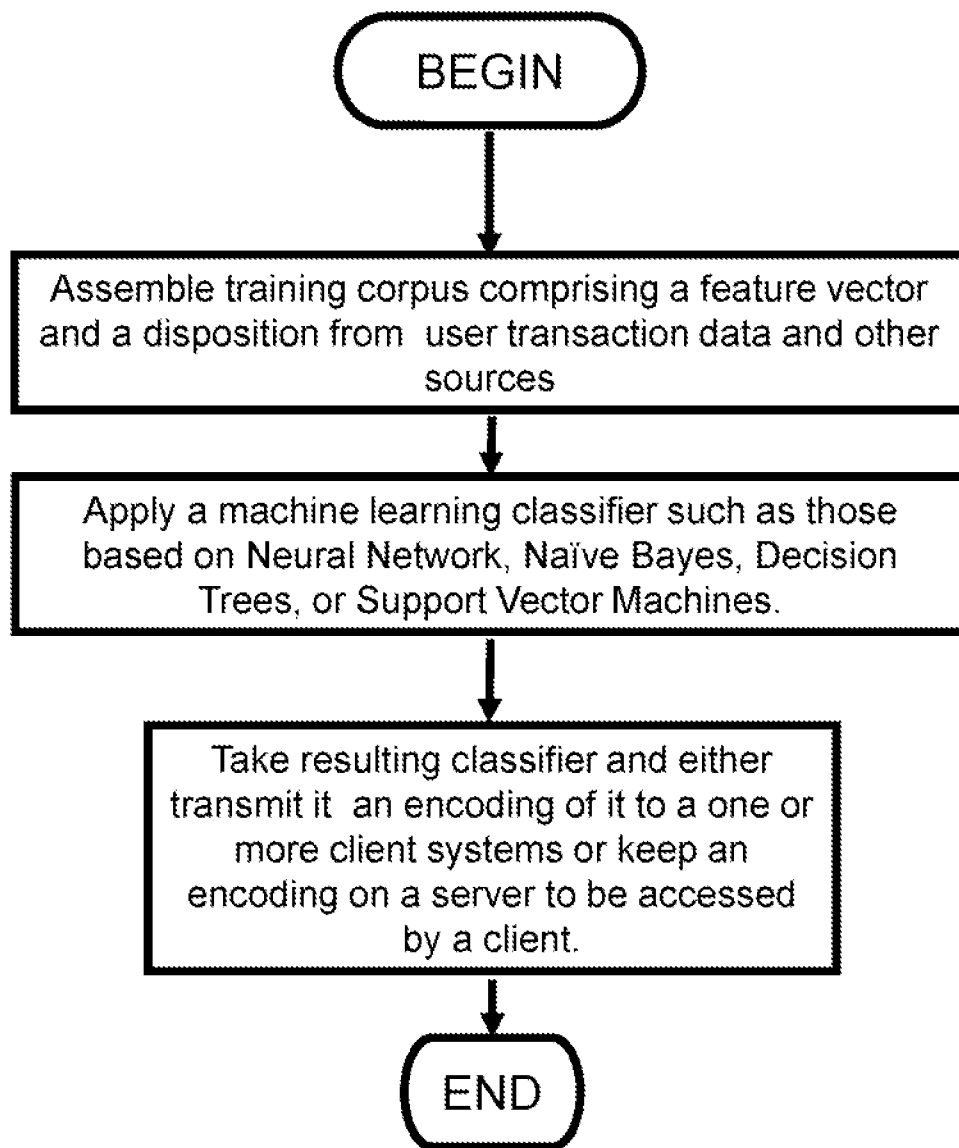 BEGIN
Assemble training corpus comprising a feature vector
and a disposition from user transaction data and other
sources
Apply a machine learning classifier such as those
based on Neural Network, Naïve Bayes, Decision
Trees, or Support Vector Machines.
Take resulting classifier and either
transmit it an encoding of it to a one or
more client systems or keep an
encoding on a server to be accessed
by a client.
END